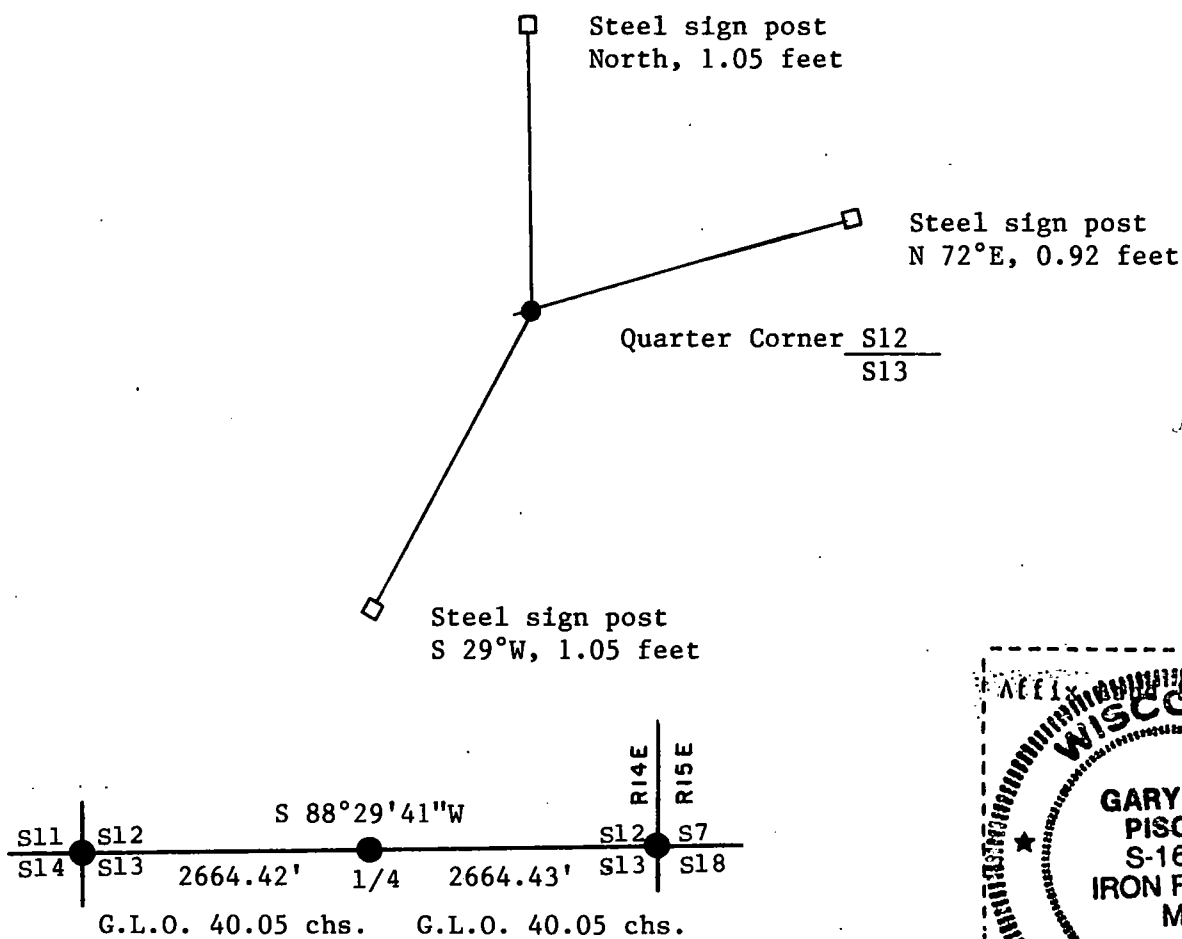 Steel sign post
North, 1.05 feet
Steel sign post
N 72°E, 0.92 feet
Quarter Corner S12
S13
Steel sign post
S 29°W, 1.05 feet
Affix
WISCO
GARY
PISC
S-16
IRON
M
R14E
R15E
S 88°29'41"W
S11 S12
S12 S7
S14 S13
2664.42' 1/4 2664.43'
S13 S18
G.L.O. 40.05 chs. G.L.O. 40.05 chs.